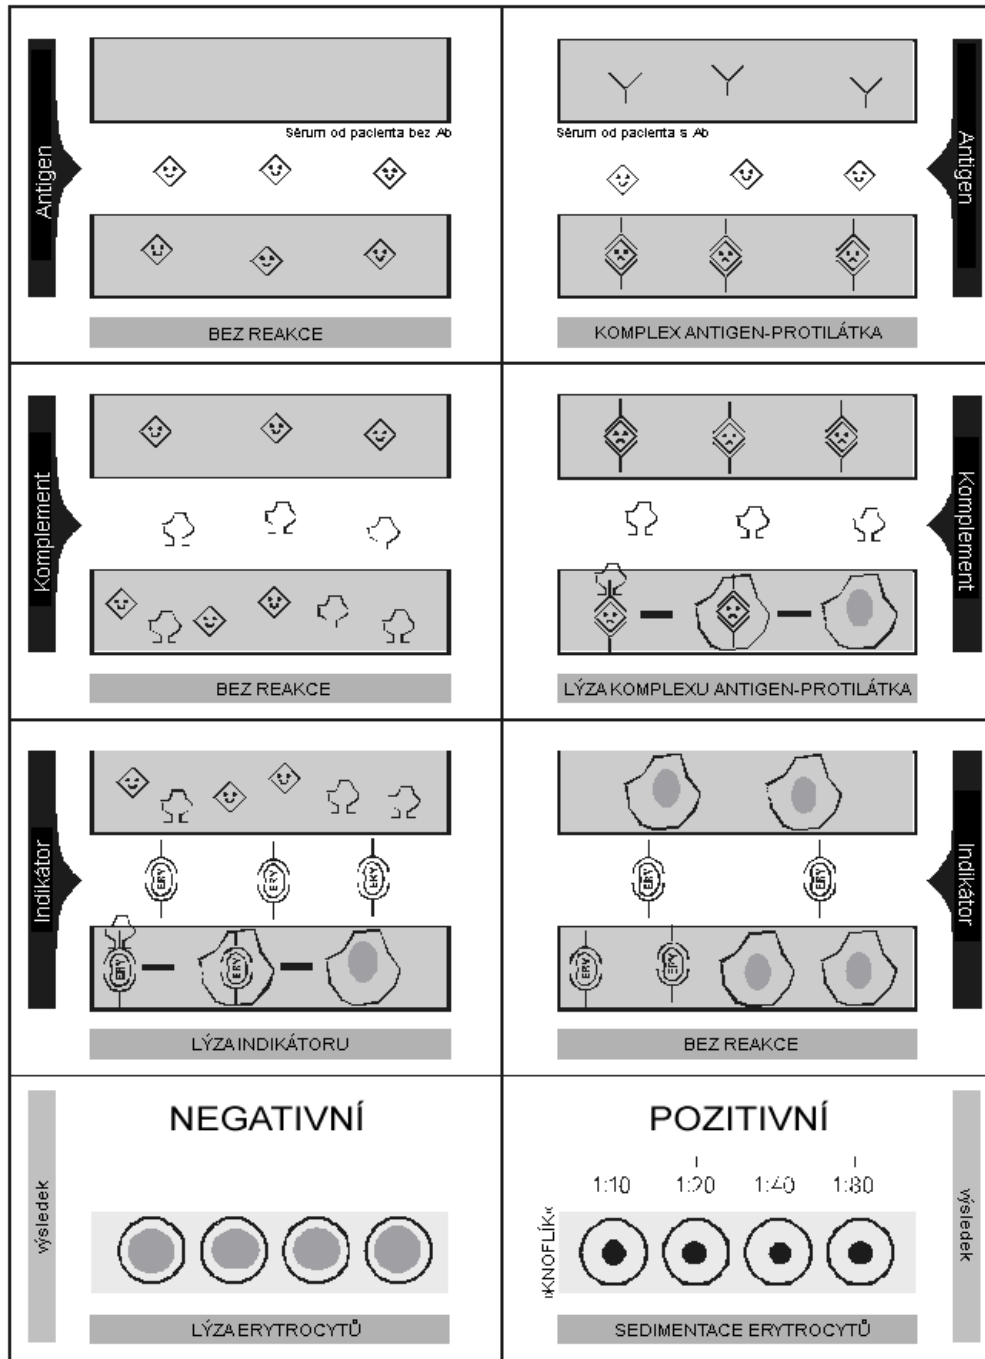 Antigen
Sérum od pacienta bez Ab
BEZ REAKCE
Sérum od pacienta s Ab
KOMPLEX ANTIGEN-PROTILÁTKA
Antigen
Komplement
BEZ REAKCE
LÝZA KOMPLEXU ANTIGEN-PROTILÁTKA
Komplement
Indikátor
ERY ERY ERY
ERY ERY
LÝZA INDIKÁTORU
ERY ERY
ERY ERY
BEZ REAKCE
Indikátor
výsledek
NEGATIVNÍ
LÝZA ERYTROCYTŮ
POZITIVNÍ
1:10 1:20 1:40 1:80
»KNOFLÍK«
SEDIMENTACE ERYTROCYTŮ
výsledek